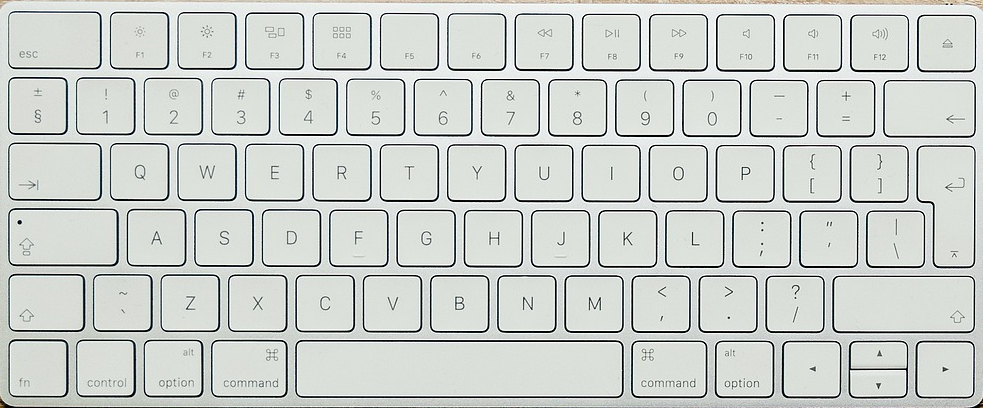 esc F1 F2 F3 F4 F5 F6 F7 F8 F9 F10 F11 F12
± ! @ # $ % ^ & * ( ) — +
§ 1 2 3 4 5 6 7 8 9 0 - =
Q W E R T Y U I O P { [ } ]
A S D F G H J K L : ; " ' | \
~ ` Z X C V B N M < , > . ? /
alt ⌘ ⌘ alt
fn control option command command option